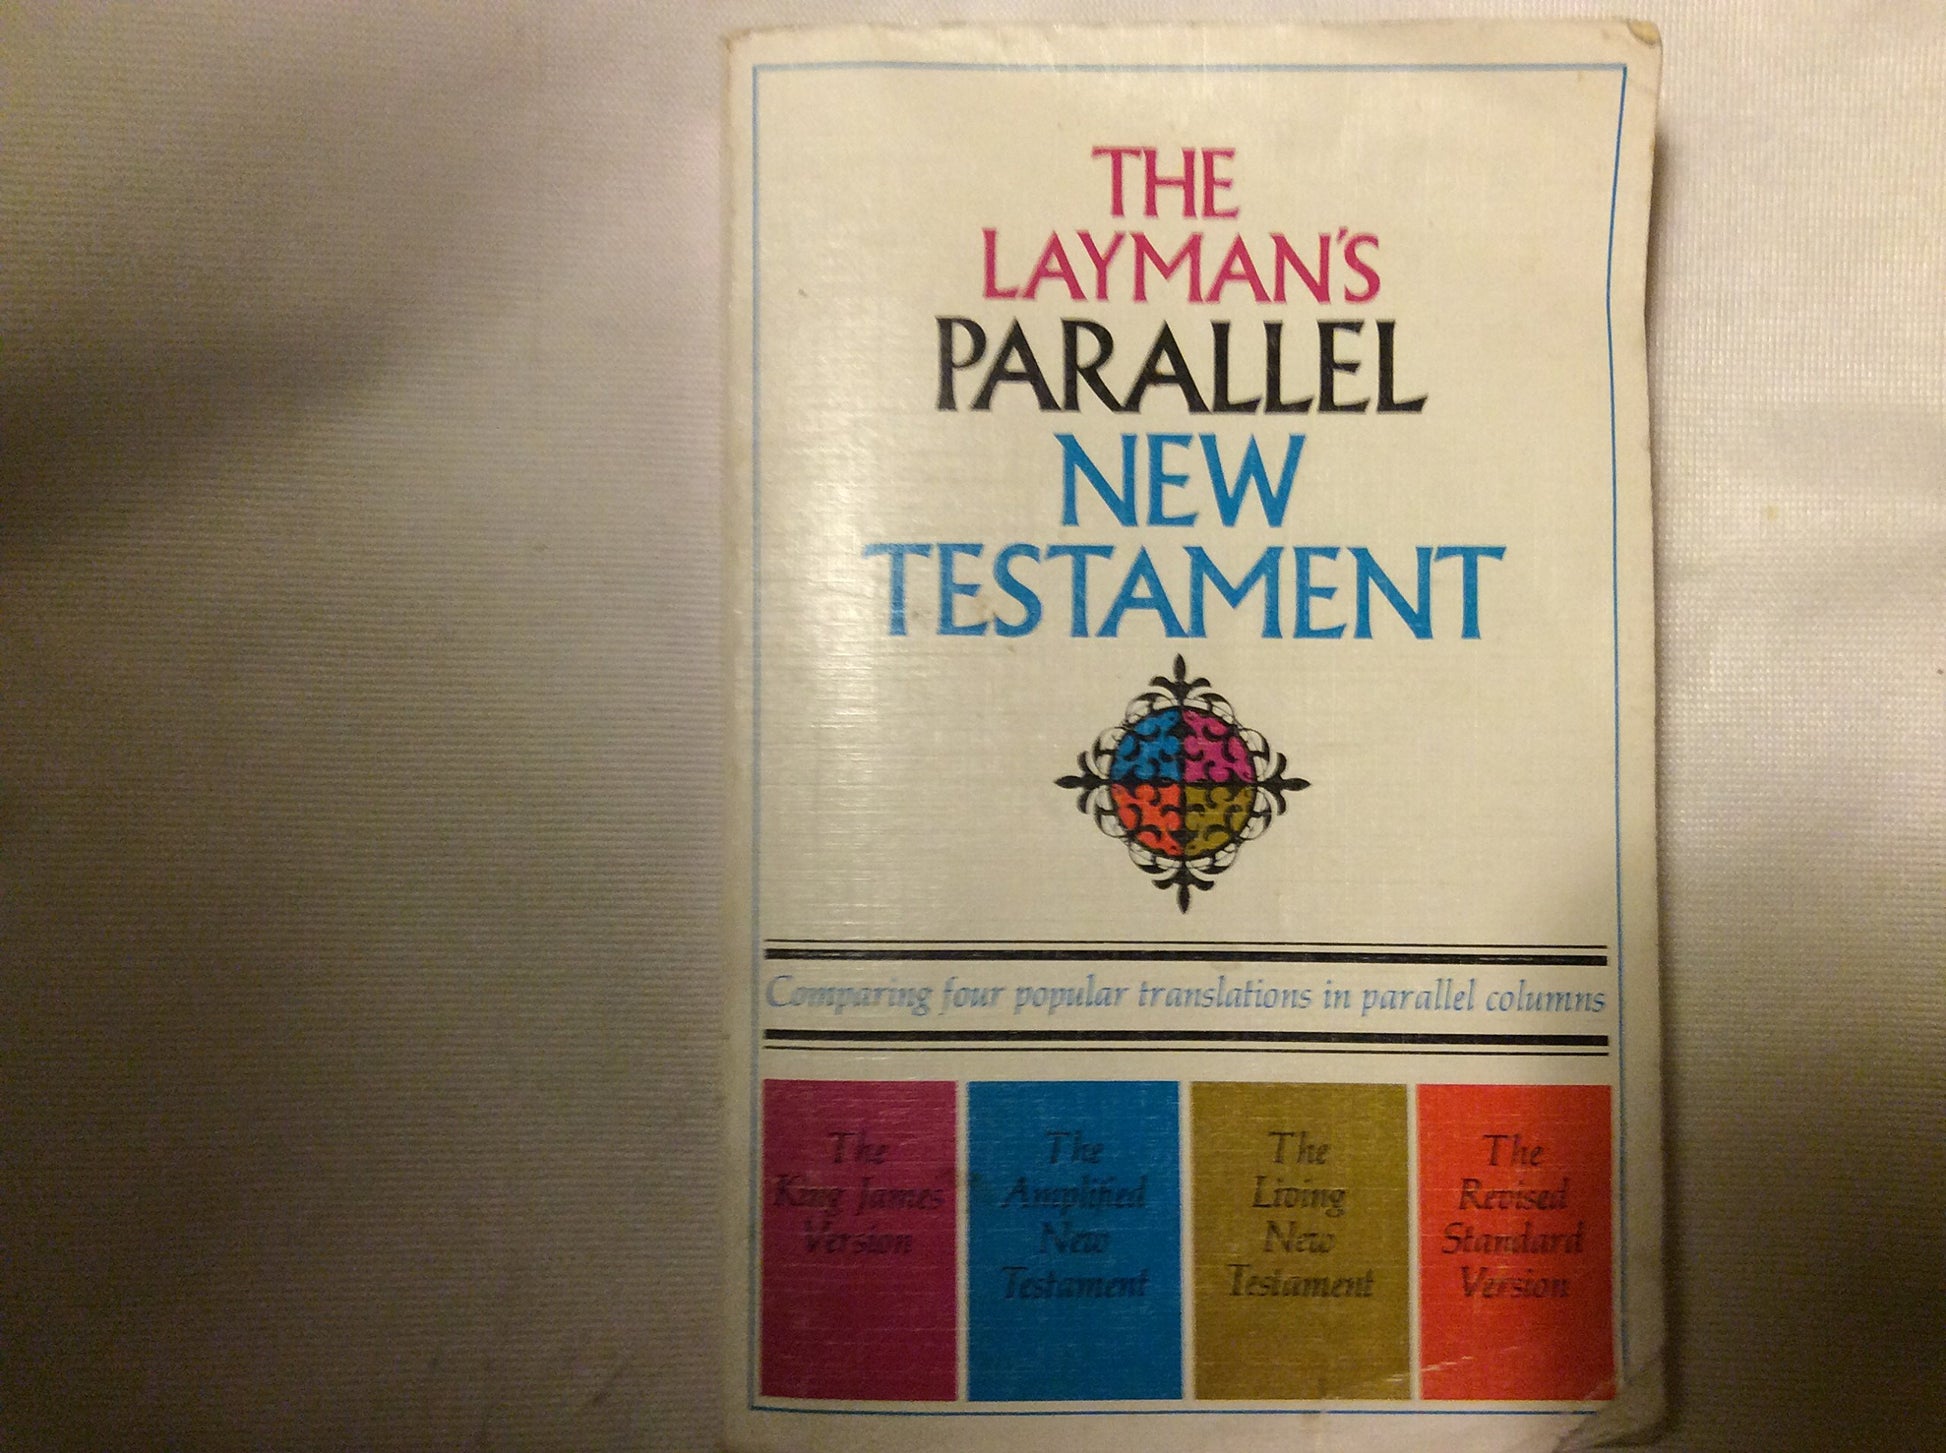 THE
LAYMAN'S
PARALLEL
NEW
TESTAMENT
Comparing four popular translations in parallel columns
The
King James
Version
The
Amplified
New
Testament
The
Living
New
Testament
The
Revised
Standard
Version